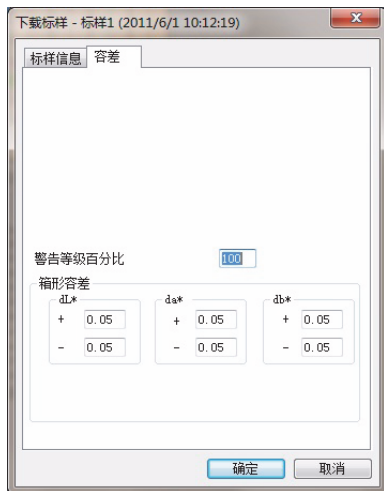 下载标样 - 标样1 (2011/6/1 10:12:19)
标样信息 容差
警告等级百分比 100
箱形容差
dL* da* db*
+ 0.05 + 0.05 + 0.05
- 0.05 - 0.05 - 0.05
确定 取消